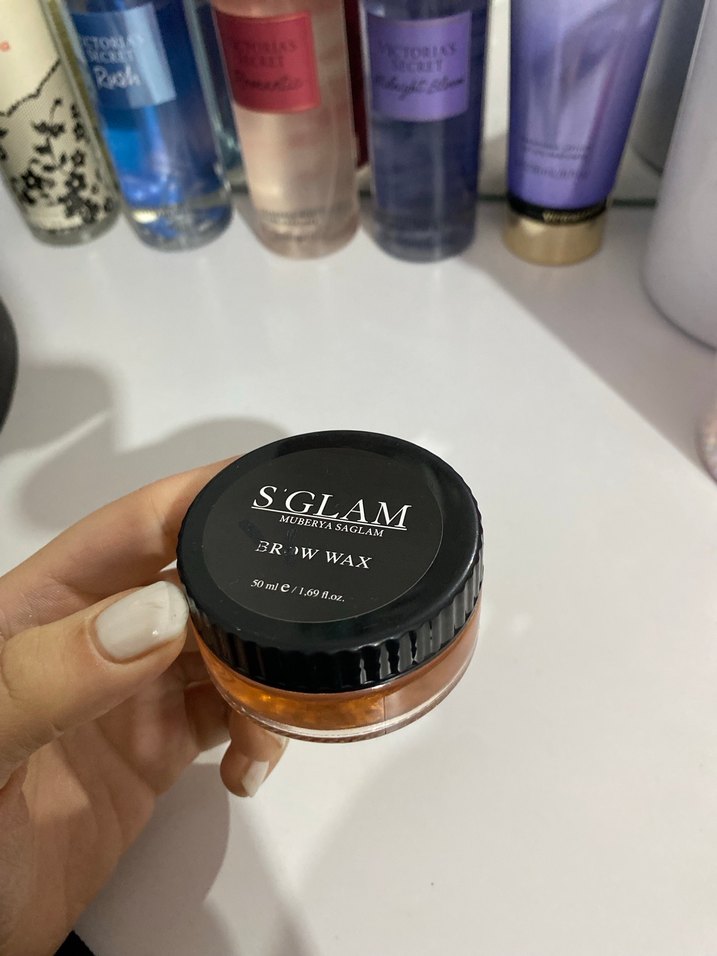 VICTORIA'S
SECRET
Rush
VICTORIA'S
SECRET
Romantic
VICTORIA'S
SECRET
Midnight Bloom
S'GLAM
MUBERYA SAGLAM
BROW WAX
50 ml e / 1,69 fl.oz.